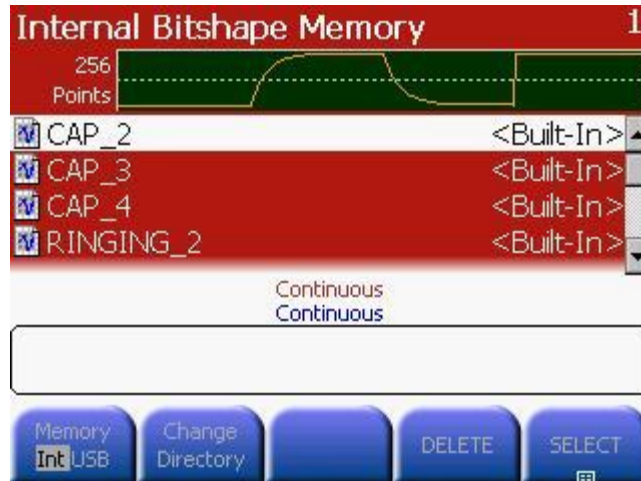 Internal Bitshape Memory 1
256
Points
CAP_2 <Built-In>
CAP_3 <Built-In>
CAP_4 <Built-In>
RINGING_2 <Built-In>
Continuous
Continuous
Memory
Int USB
Change
Directory
DELETE
SELECT